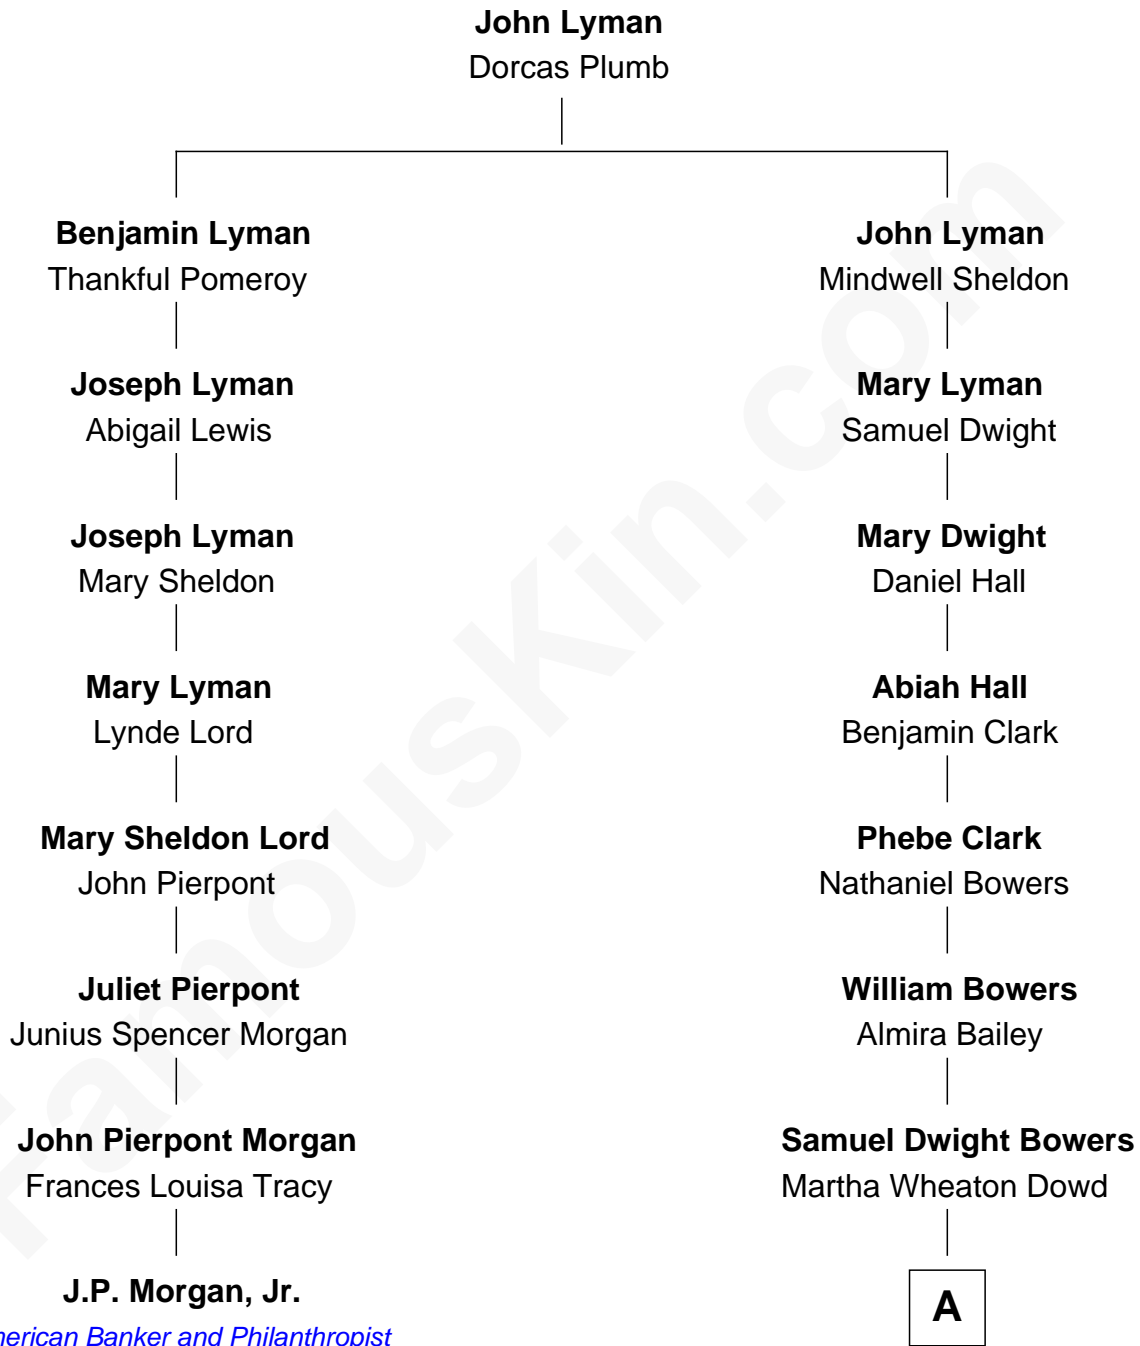 John Lyman
Dorcas Plumb
Benjamin Lyman
Thankful Pomeroy
John Lyman
Mindwell Sheldon
Joseph Lyman
Abigail Lewis
Mary Lyman
Samuel Dwight
Joseph Lyman
Mary Sheldon
Mary Dwight
Daniel Hall
Mary Lyman
Lynde Lord
Abiah Hall
Benjamin Clark
Mary Sheldon Lord
John Pierpont
Phebe Clark
Nathaniel Bowers
Juliet Pierpont
Junius Spencer Morgan
William Bowers
Almira Bailey
John Pierpont Morgan
Frances Louisa Tracy
Samuel Dwight Bowers
Martha Wheaton Dowd
J.P. Morgan, Jr.
Banker and Philanthropist
A
FamousKin.com